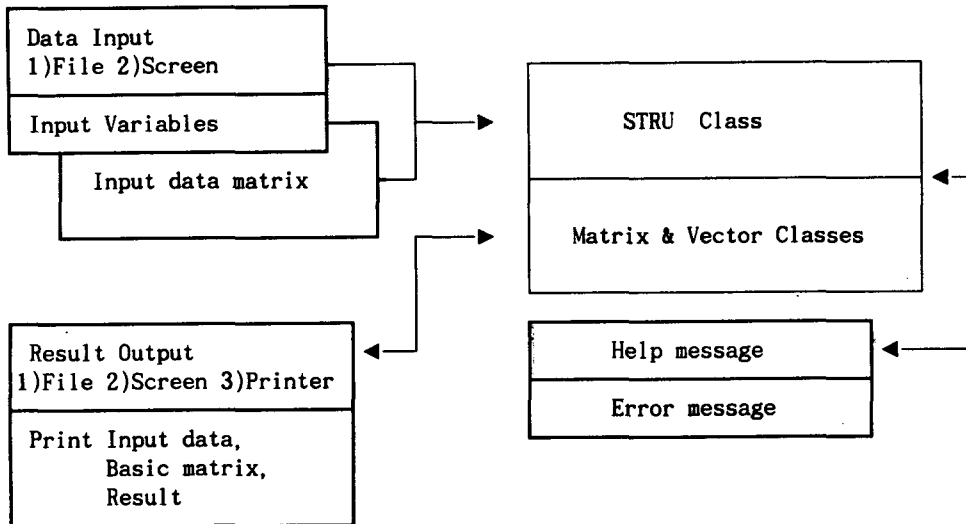 Data Input
1)File 2)Screen
Input Variables
Input data matrix
STRU Class
Matrix & Vector Classes
Result Output
1)File 2)Screen 3)Printer
Print Input data,
Basic matrix,
Result
Help message
Error message